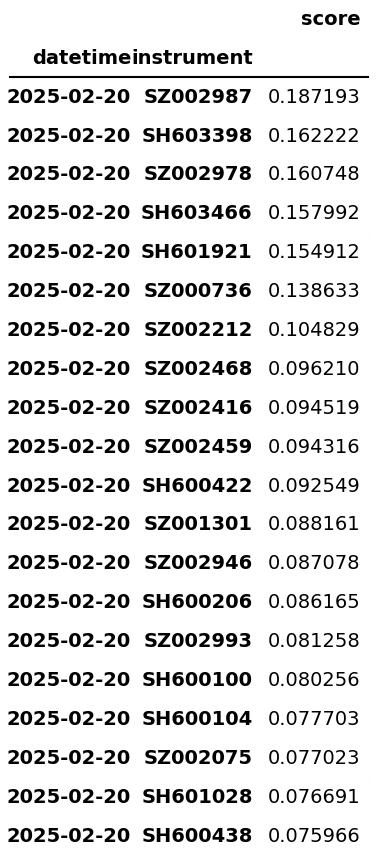 score
datetime instrument
2025-02-20 SZ002987 0.187193
2025-02-20 SH603398 0.162222
2025-02-20 SZ002978 0.160748
2025-02-20 SH603466 0.157992
2025-02-20 SH601921 0.154912
2025-02-20 SZ000736 0.138633
2025-02-20 SZ002212 0.104829
2025-02-20 SZ002468 0.096210
2025-02-20 SZ002416 0.094519
2025-02-20 SZ002459 0.094316
2025-02-20 SH600422 0.092549
2025-02-20 SZ001301 0.088161
2025-02-20 SZ002946 0.087078
2025-02-20 SH600206 0.086165
2025-02-20 SZ002993 0.081258
2025-02-20 SH600100 0.080256
2025-02-20 SH600104 0.077703
2025-02-20 SZ002075 0.077023
2025-02-20 SH601028 0.076691
2025-02-20 SH600438 0.075966